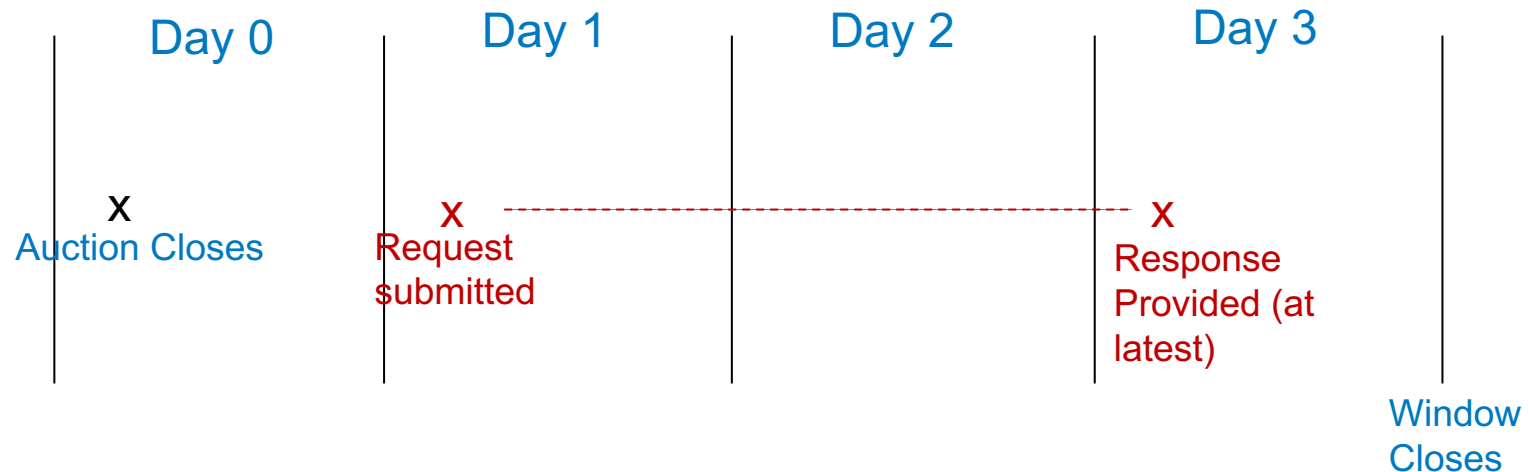 Day 0
Day 1
Day 2
Day 3
x
Auction Closes
x
Request
submitted
x
Response
Provided (at
latest)
Window
Closes